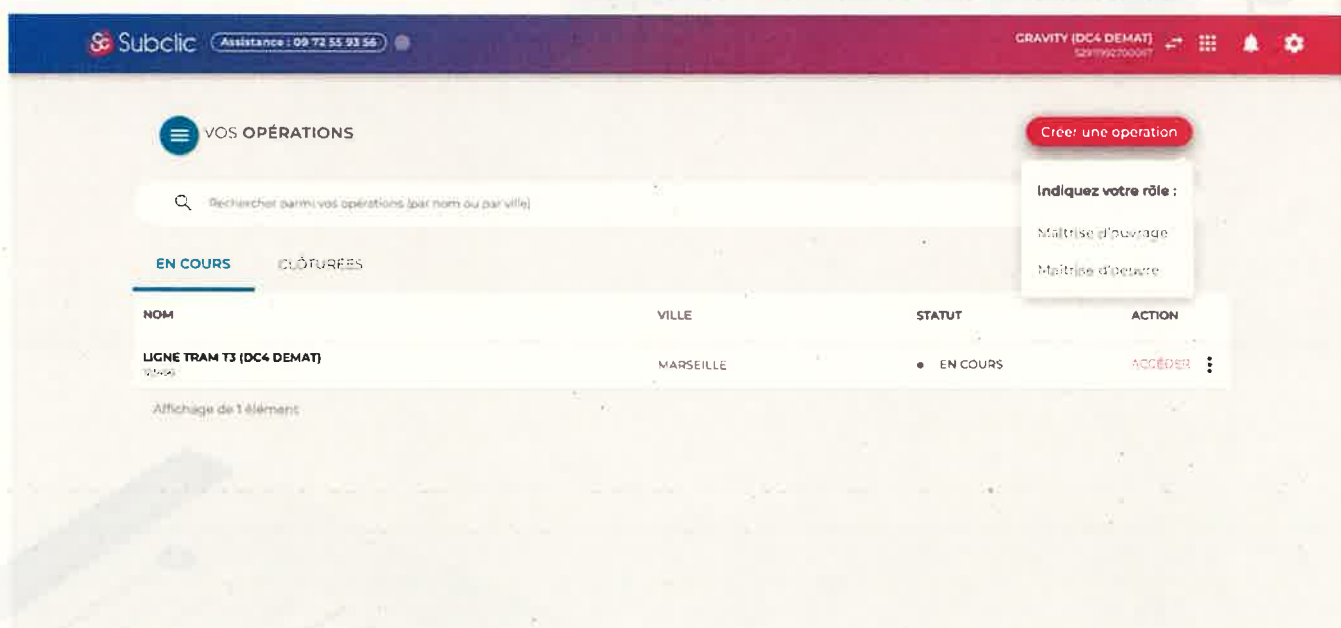 Subclic Assistance : 09 72 55 93 56
GRAVITY (DC4 DEMAT)
VOS OPÉRATIONS
Créer une operation
Indiquez votre rôle :
Rechercher parmi vos opérations (par nom ou par ville)
Maîtrise d'ouvrage
Maîtrise d'oeuvre
EN COURS CLÔTURÉES
NOM VILLE STATUT ACTION
LIGNE TRAM T3 (DC4 DEMAT) MARSEILLE EN COURS ACCÉDER
Affichage de 1 élément